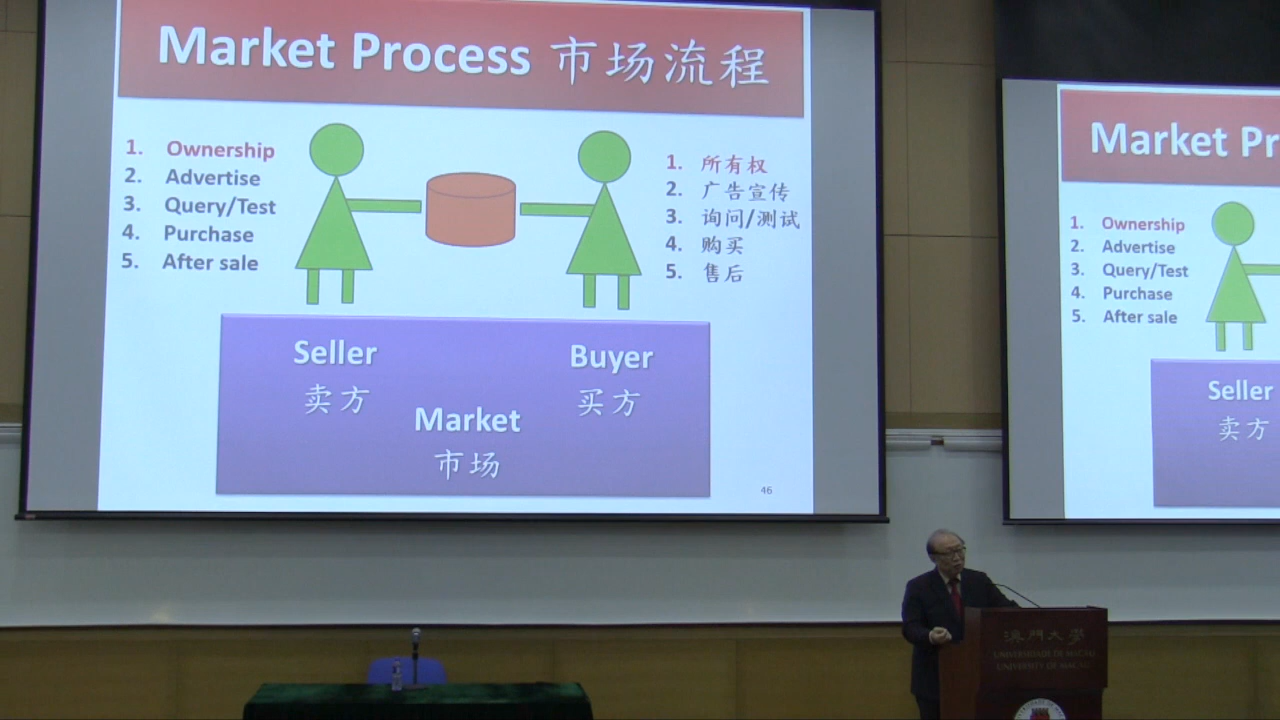 Market Process 市场流程
1. Ownership
2. Advertise
3. Query/Test
4. Purchase
5. After sale
1. 所有权
2. 广告宣传
3. 询问/测试
4. 购买
5. 售后
Seller
卖方
Buyer
买方
Market
市场
46
Market Pr
1. Ownership
2. Advertise
3. Query/Test
4. Purchase
5. After sale
Seller
卖方
澳門大學
UNIVERSIDADE DE MACAU
UNIVERSITY OF MACAU